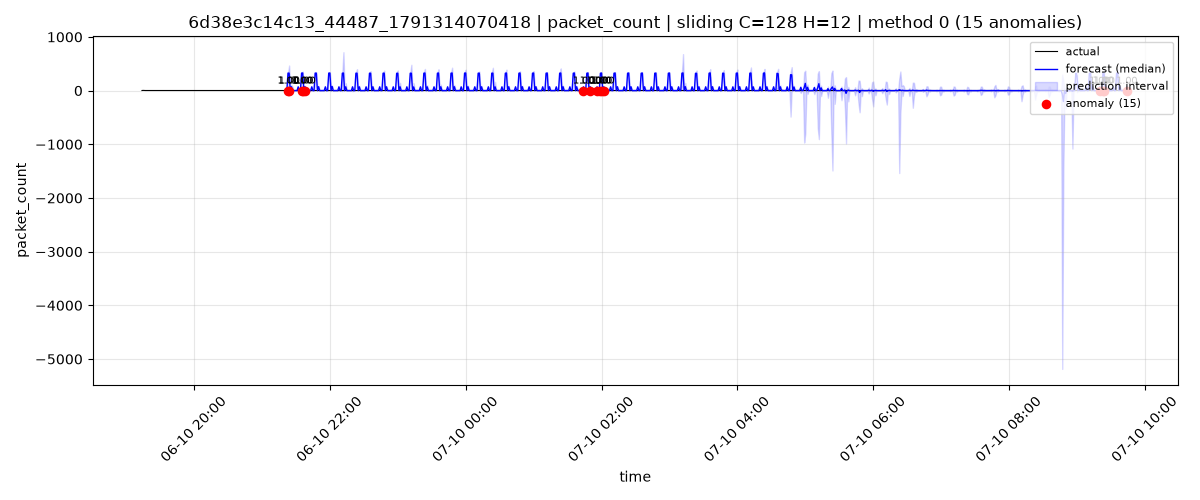 6d38e3c14c13_44487_1791314070418 | packet_count | sliding C=128 H=12 | method 0 (15 anomalies)
1000
0
−1000
−2000
−3000
−4000
−5000
packet_count
actual
forecast (median)
prediction interval
anomaly (15)
06-10 20:00
06-10 22:00
07-10 00:00
07-10 02:00
07-10 04:00
07-10 06:00
07-10 08:00
07-10 10:00
time